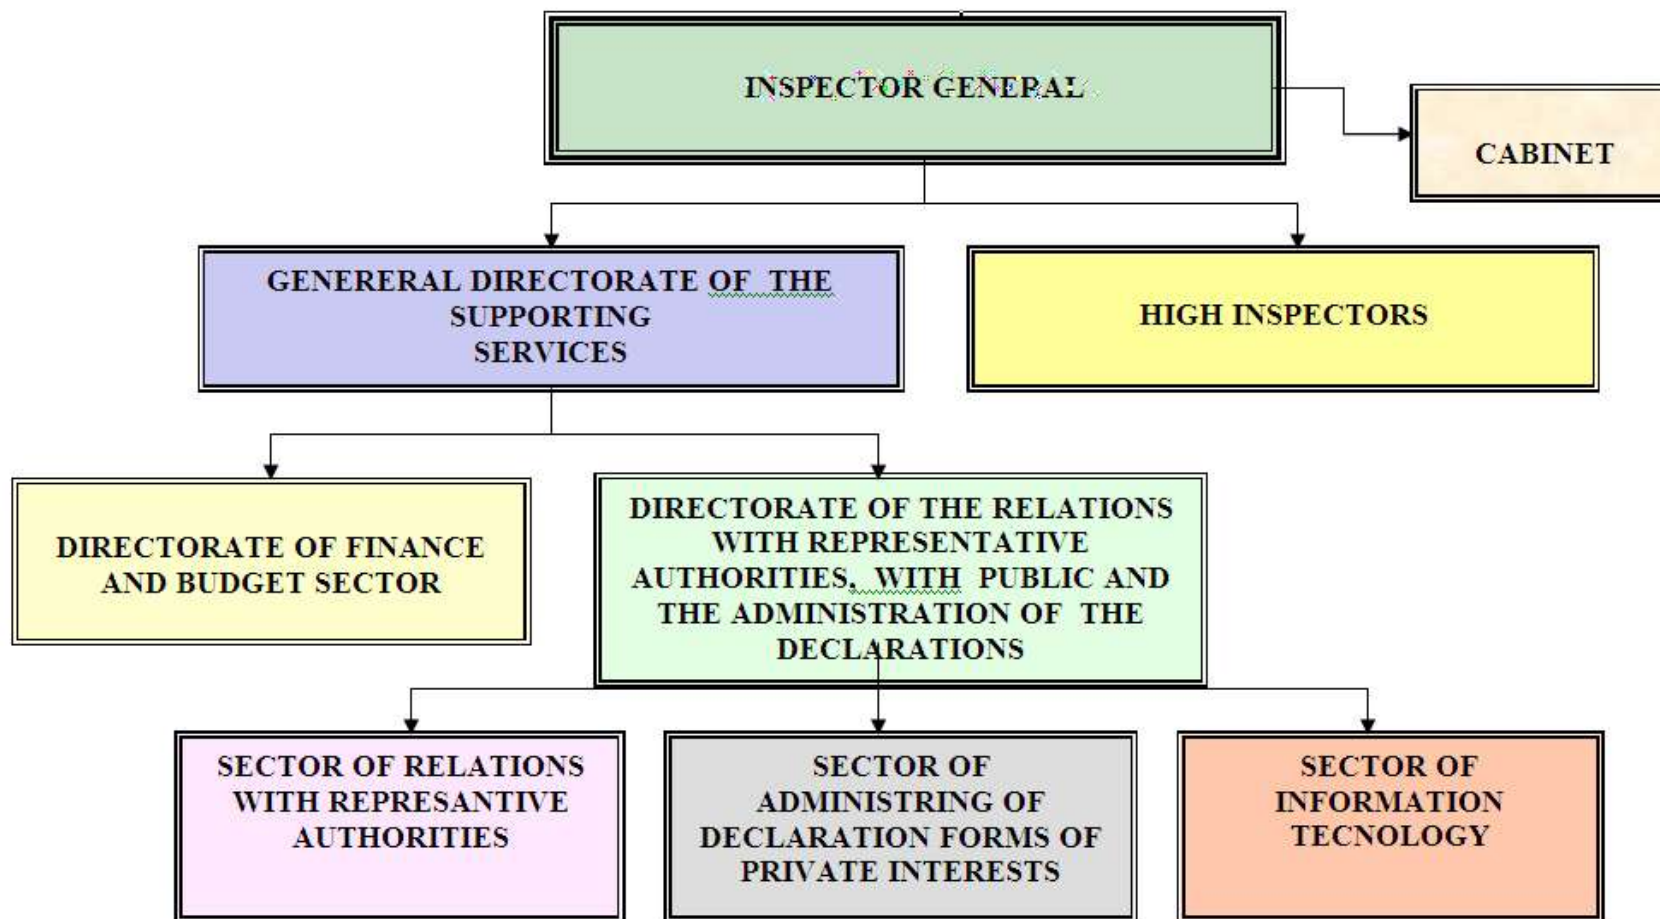 INSPECTOR GENERAL
CABINET
GENERERAL DIRECTORATE OF THE
SUPPORTING
SERVICES
HIGH INSPECTORS
DIRECTORATE OF FINANCE
AND BUDGET SECTOR
DIRECTORATE OF THE RELATIONS
WITH REPRESENTATIVE
AUTHORITIES, WITH PUBLIC AND
THE ADMINISTRATION OF THE
DECLARATIONS
SECTOR OF RELATIONS
WITH REPRESANTIVE
AUTHORITIES
SECTOR OF
ADMINISTRING OF
DECLARATION FORMS OF
PRIVATE INTERESTS
SECTOR OF
INFORMATION
TECNOLOGY